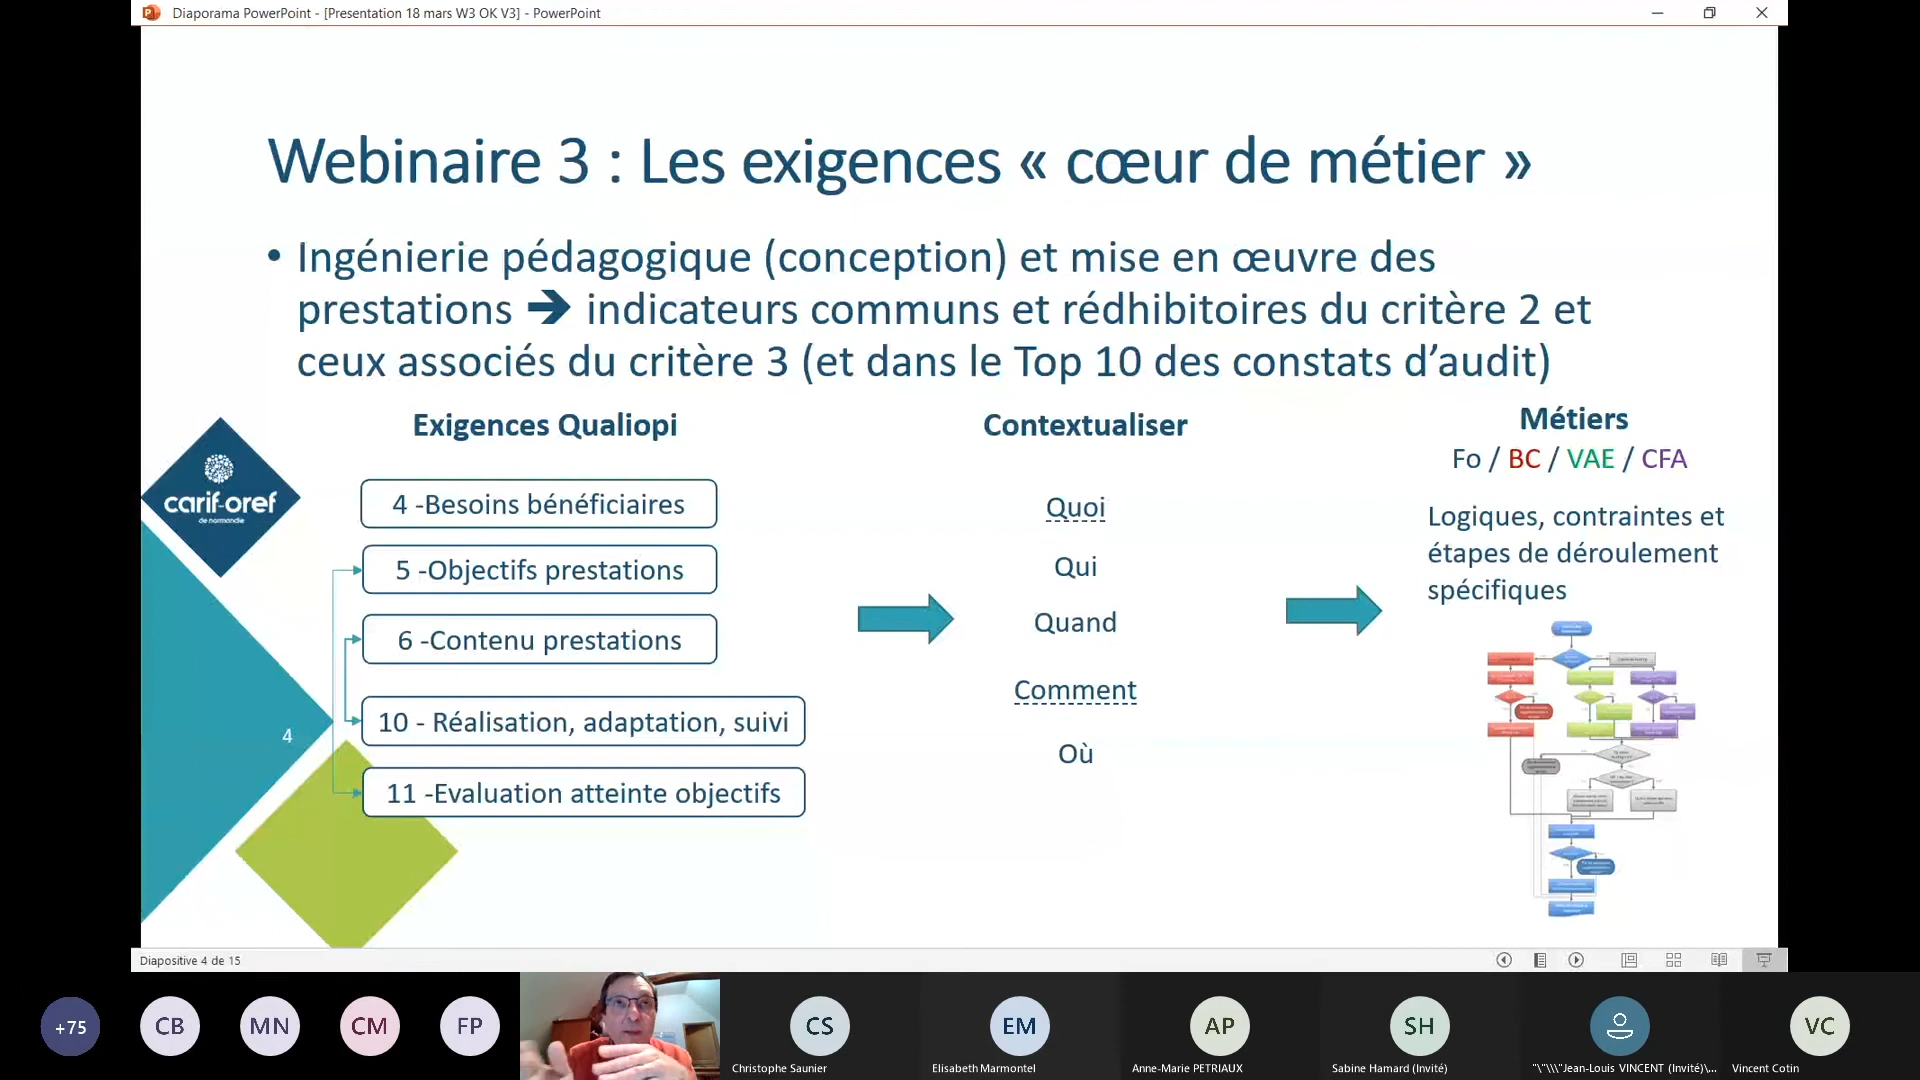 Diaporama PowerPoint - [Presentation 18 mars W3 OK V3] - PowerPoint
Webinaire 3 : Les exigences « cœur de métier »
• Ingénierie pédagogique (conception) et mise en œuvre des
prestations ➔ indicateurs communs et rédhibitoires du critère 2 et
ceux associés du critère 3 (et dans le Top 10 des constats d’audit)
Exigences Qualiopi
4 -Besoins bénéficiaires
5 -Objectifs prestations
6 -Contenu prestations
10 - Réalisation, adaptation, suivi
11 -Evaluation atteinte objectifs
Contextualiser
Quoi
Qui
Quand
Comment
Où
Métiers
Fo / BC / VAE / CFA
Logiques, contraintes et
étapes de déroulement
spécifiques
carif-oref
de normandie
4
Diapositive 4 de 15
+75
CB
MN
CM
FP
CS
Christophe Saunier
EM
Elisabeth Marmontel
AP
Anne-Marie PETRIAUX
SH
Sabine Hamard (Invité)
"\"\\\"Jean-Louis VINCENT (Invité)\...
VC
Vincent Cotin